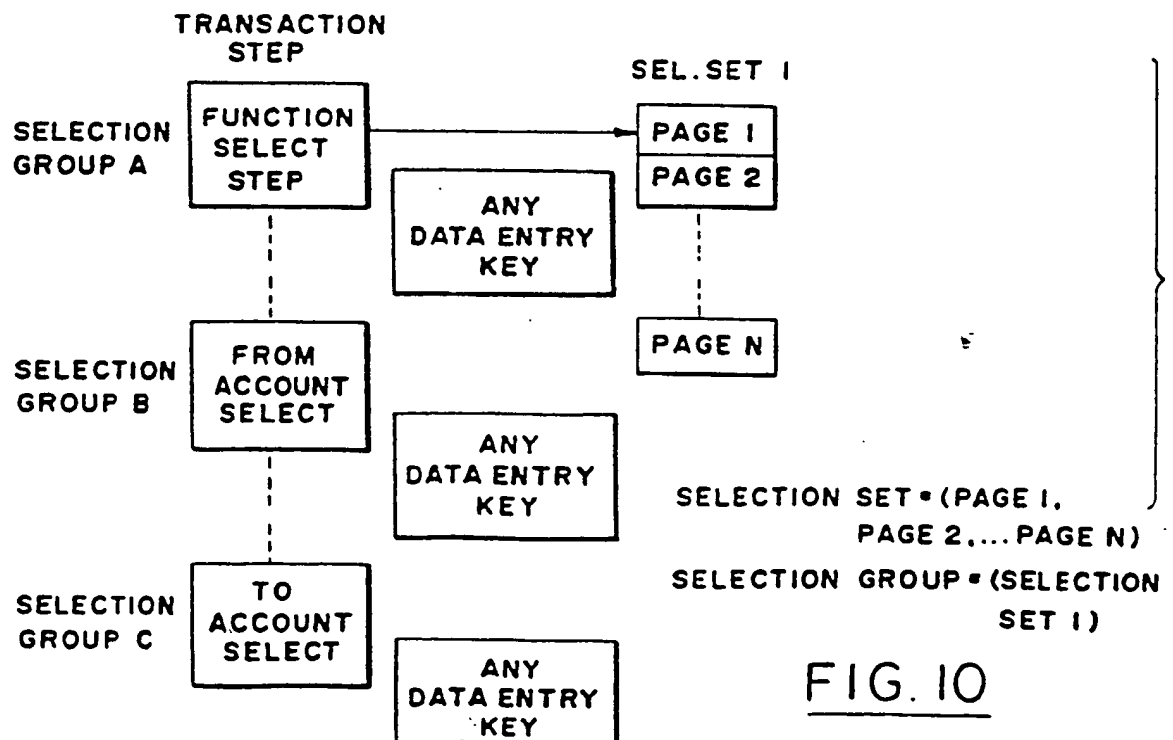 TRANSACTION
STEP
SEL. SET 1
SELECTION
GROUP A
FUNCTION
SELECT
STEP
PAGE 1
PAGE 2
ANY
DATA ENTRY
KEY
PAGE N
SELECTION
GROUP B
FROM
ACCOUNT
SELECT
ANY
DATA ENTRY
KEY
SELECTION SET = (PAGE 1,
PAGE 2,... PAGE N)
SELECTION GROUP = (SELECTION
SET 1)
SELECTION
GROUP C
TO
ACCOUNT
SELECT
ANY
DATA ENTRY
KEY
FIG. 10